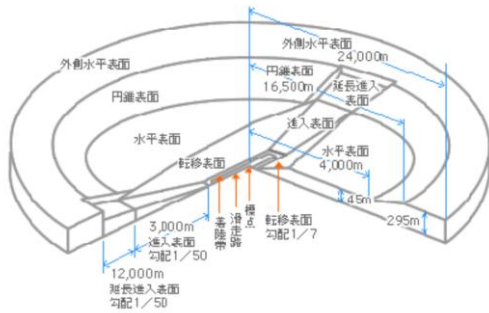 外側水平表面
24,000m
外側水平表面
円錐表面
16,500m
延長進入
表面
円錐表面
進入表面
水平表面
水平表面
4,000m
転移表面
45m
295m
3,000m
進入表面
勾配1/50
着陸帯
滑走路
標点
転移表面
勾配1/7
12,000m
延長進入表面
勾配1/50